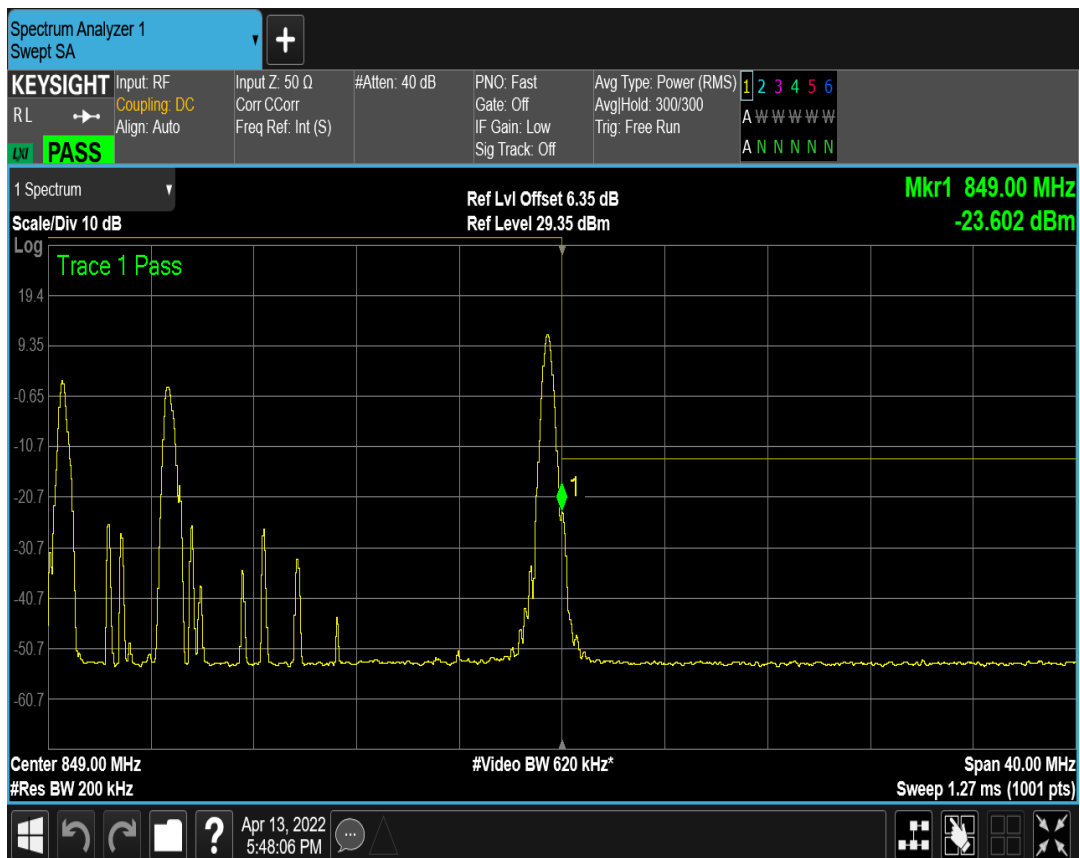 Spectrum Analyzer 1
Swept SA
+
KEYSIGHT
R L
LXI PASS
Input: RF
Coupling: DC
Align: Auto
Input Z: 50 Ω
Corr CCorr
Freq Ref: Int (S)
#Atten: 40 dB
PNO: Fast
Gate: Off
IF Gain: Low
Sig Track: Off
Avg Type: Power (RMS)
Avg|Hold: 300/300
Trig: Free Run
1 2 3 4 5 6
A W W W W W
A N N N N N
1 Spectrum
Scale/Div 10 dB
Ref Lvl Offset 6.35 dB
Ref Level 29.35 dBm
Mkr1 849.00 MHz
-23.602 dBm
Log
Trace 1 Pass
19.4
9.35
-0.65
-10.7
-20.7
-30.7
-40.7
-50.7
-60.7
1
Center 849.00 MHz
#Res BW 200 kHz
#Video BW 620 kHz*
Span 40.00 MHz
Sweep 1.27 ms (1001 pts)
?
Apr 13, 2022
5:48:06 PM
...